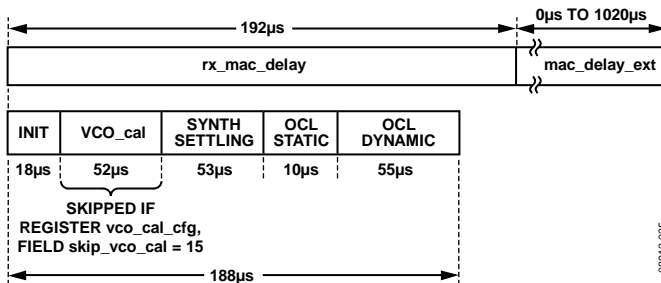 0µs TO 1020µs
192µs
rx_mac_delay
mac_delay_ext
INIT
VCO_cal
SYNTH
SETTLING
OCL
STATIC
OCL
DYNAMIC
18µs
52µs
53µs
10µs
55µs
SKIPPED IF
REGISTER vco_cal_cfg,
FIELD skip_vco_cal = 15
188µs